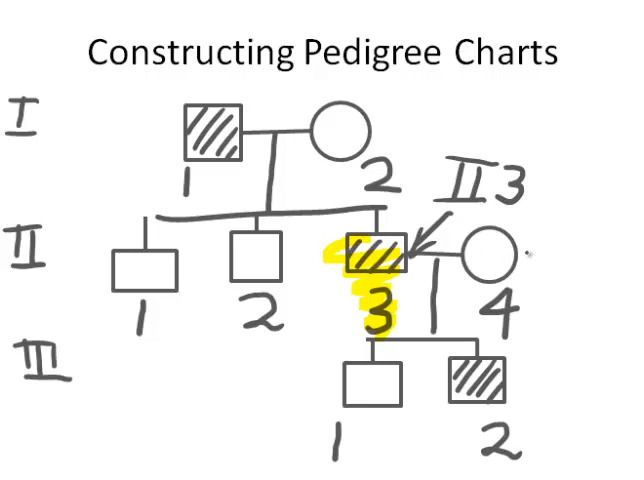 Constructing Pedigree Charts
I
1 2 II3
II
1 2 3 4
III
1 2